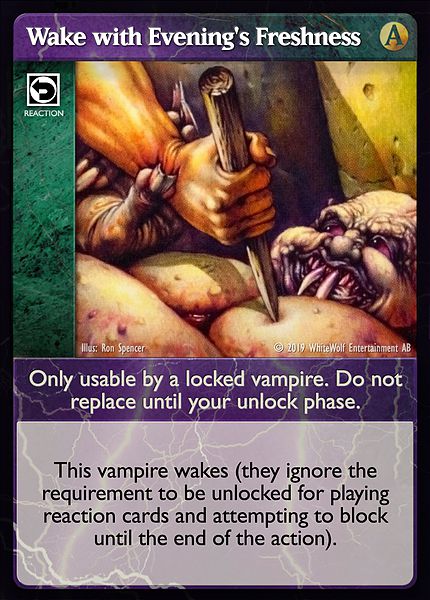 Wake with Evening's Freshness
A
REACTION
Illus: Ron Spencer
© 2019 WhiteWolf Entertainment AB
Only usable by a locked vampire. Do not
replace until your unlock phase.
This vampire wakes (they ignore the
requirement to be unlocked for playing
reaction cards and attempting to block
until the end of the action).